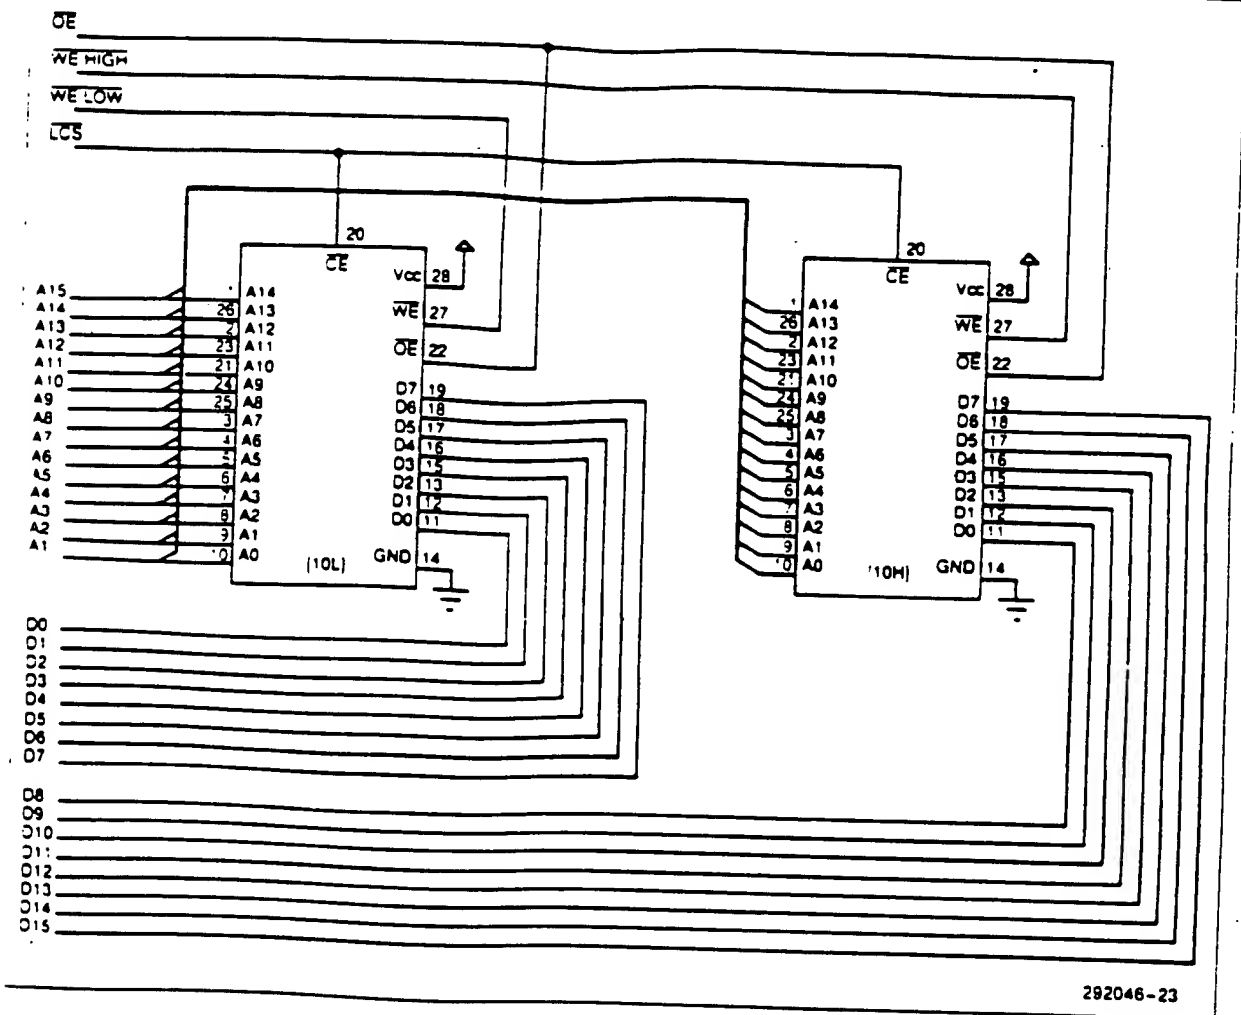 OE
WE HIGH
WE LOW
LCS
20
CE
Vcc 28
WE 27
OE 22
D7 19
D6 18
D5 17
D4 16
D3 15
D2 13
D1 12
D0 11
GND 14
(10L)
A15
A14
A13
A12
A11
A10
A9
A8
A7
A6
A5
A4
A3
A2
A1
A14
26 A13
2 A12
23 A11
21 A10
24 A9
25 A8
3 A7
4 A6
5 A5
6 A4
7 A3
8 A2
9 A1
10 A0
20
CE
Vcc 28
WE 27
OE 22
D7 19
D6 18
D5 17
D4 16
D3 15
D2 13
D1 12
D0 11
GND 14
(10H)
1 A14
26 A13
2 A12
23 A11
21 A10
24 A9
25 A8
3 A7
4 A6
5 A5
6 A4
7 A3
8 A2
9 A1
10 A0
D0
D1
D2
D3
D4
D5
D6
D7
D8
D9
D10
D11
D12
D13
D14
D15
292046-23